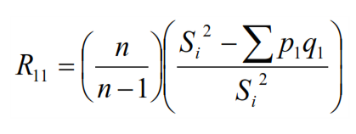 R₁₁ = (n / (n − 1)) ((Sᵢ² − ∑p₁q₁) / Sᵢ²)